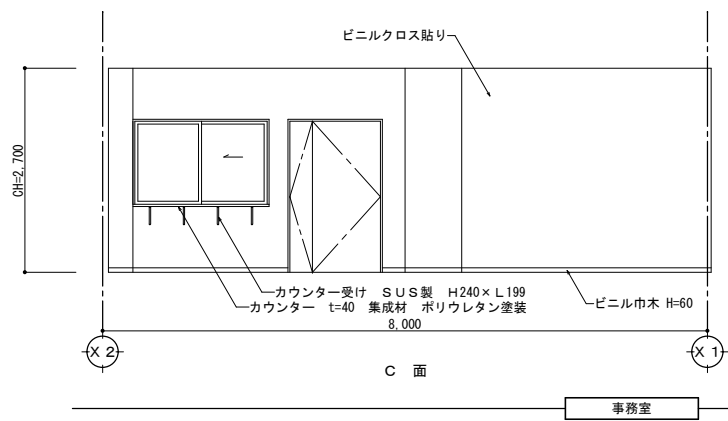 ビニルクロス貼り
CH=2,700
カウンター受け　ＳＵＳ製　Ｈ240×Ｌ199
カウンター　t=40　集成材　ポリウレタン塗装
ビニル巾木 H=60
8,000
Ｘ２
Ｘ１
Ｃ　面
事務室